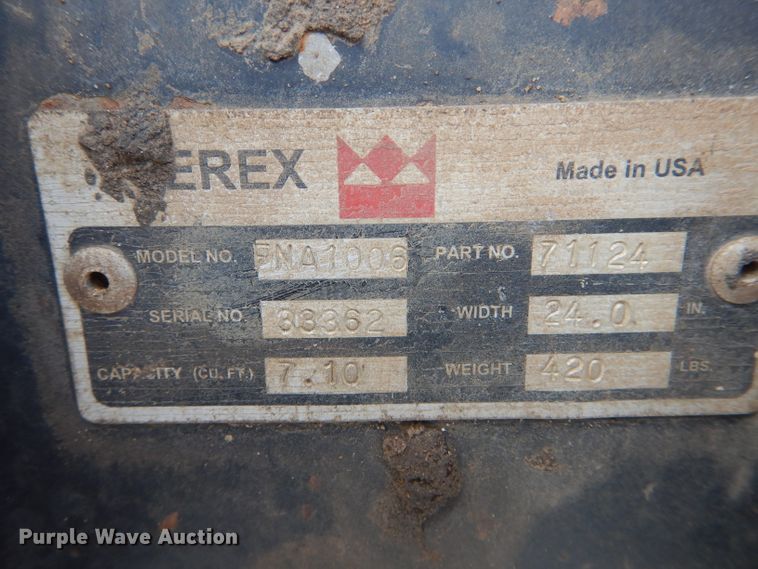 EREX Made in USA
MODEL NO. NA1006 PART NO. 71124
SERIAL NO. 33362 WIDTH 24.0 IN.
CAPACITY (CU. FT.) 7.10 WEIGHT 420 LBS.
Purple Wave Auction